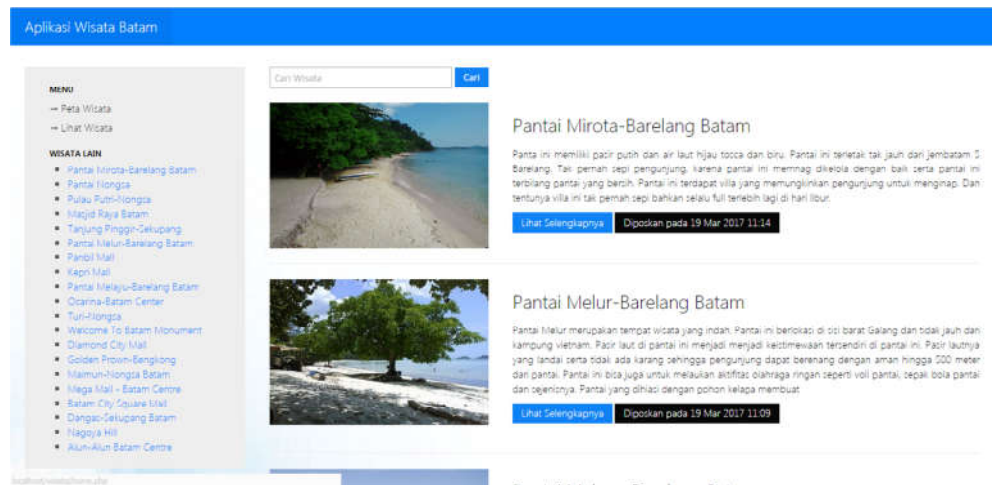 Aplikasi Wisata Batam
MENU
Peta Wisata
Lihat Wisata
WISATA LAIN
Pantai Mirota-Barelang Batam
Pantai Nongsa
Pulau Putri-Nongsa
Masjid Raya Batam
Tanjung Pinggir-Sekupang
Pantai Melur-Barelang Batam
Panbil Mall
Kepri Mall
Pantai Melayu-Barelang Batam
Ocarina-Batam Center
Turi-Nongsa
Welcome To Batam Monument
Diamond City Mall
Golden Prown-Bengkong
Maimun-Nongsa Batam
Mega Mall - Batam Centre
Batam City Square Mall
Dangas-Sekupang Batam
Nagoya Hill
Alun-Alun Batam Centre
localhost/wisata/home.php
Cari Wisata
Cari
Pantai Mirota-Barelang Batam
Panta ini memiliki pasir putih dan air laut hijau tosca dan biru. Pantai ini terletak tak jauh dari jembatam 5
Barelang. Tak pernah sepi pengunjung, karena pantai ini memnag dikelola dengan baik serta pantai ini
terbilang pantai yang bersih. Pantai ini terdapat villa yang memungkinkan pengunjung untuk menginap. Dan
tentunya villa ini tak pernah sepi bahkan selalu full terlebih lagi di hari libur.
Lihat Selengkapnya
Diposkan pada 19 Mar 2017 11:14
Pantai Melur-Barelang Batam
Pantai Melur merupakan tempat wisata yang indah. Pantai ini berlokasi di sisi barat Galang dan tidak jauh dari
kampung vietnam. Pasir laut di pantai ini menjadi menjadi keistimewaan tersendiri di pantai ini. Pasir lautnya
yang landai serta tidak ada karang sehingga pengunjung dapat berenang dengan aman hingga 500 meter
dari pantai. Pantai ini bisa juga untuk melaukan aktifitas olahraga ringan seperti voli pantai, sepak bola pantai
dan sejenisnya. Pantai yang dihiasi dengan pohon kelapa membuat
Lihat Selengkapnya
Diposkan pada 19 Mar 2017 11:09